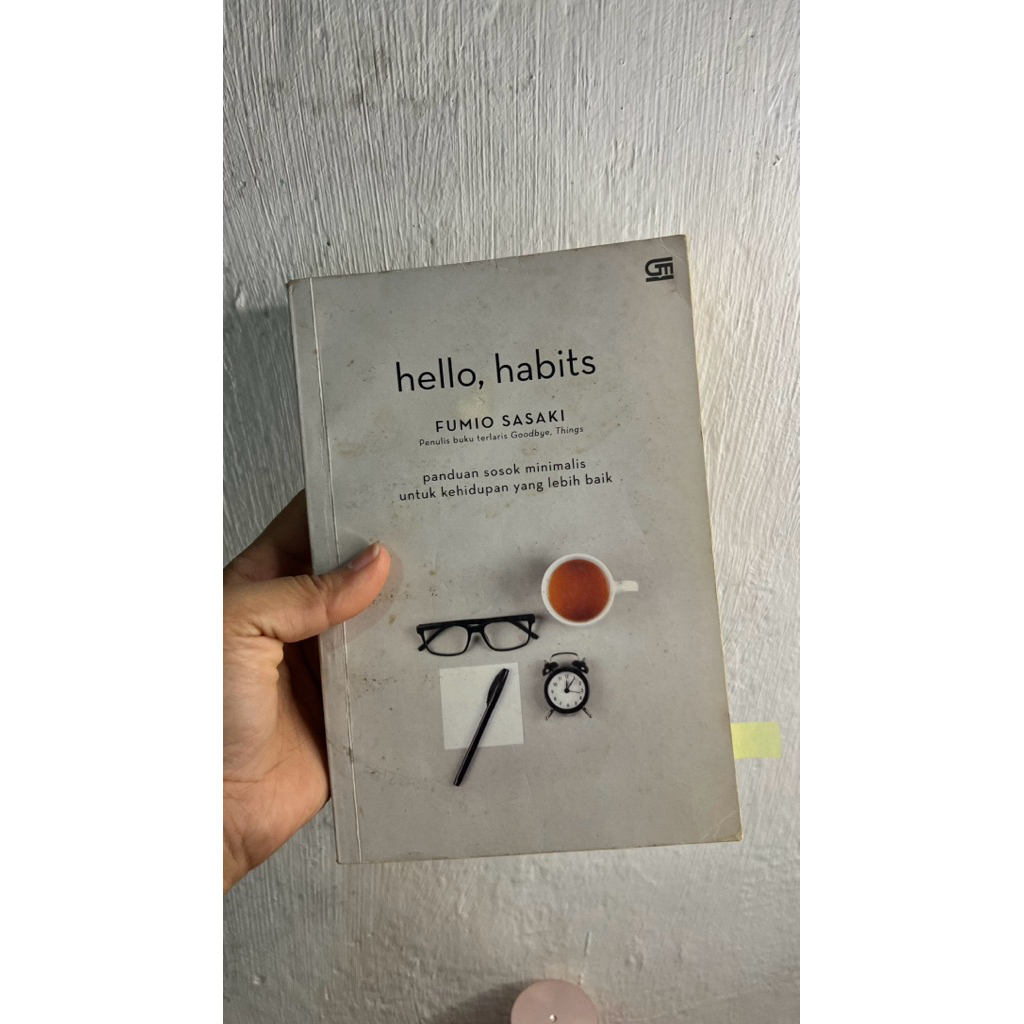 hello, habits
FUMIO SASAKI
Penulis buku terlaris Goodbye, Things
panduan sosok minimalis
untuk kehidupan yang lebih baik